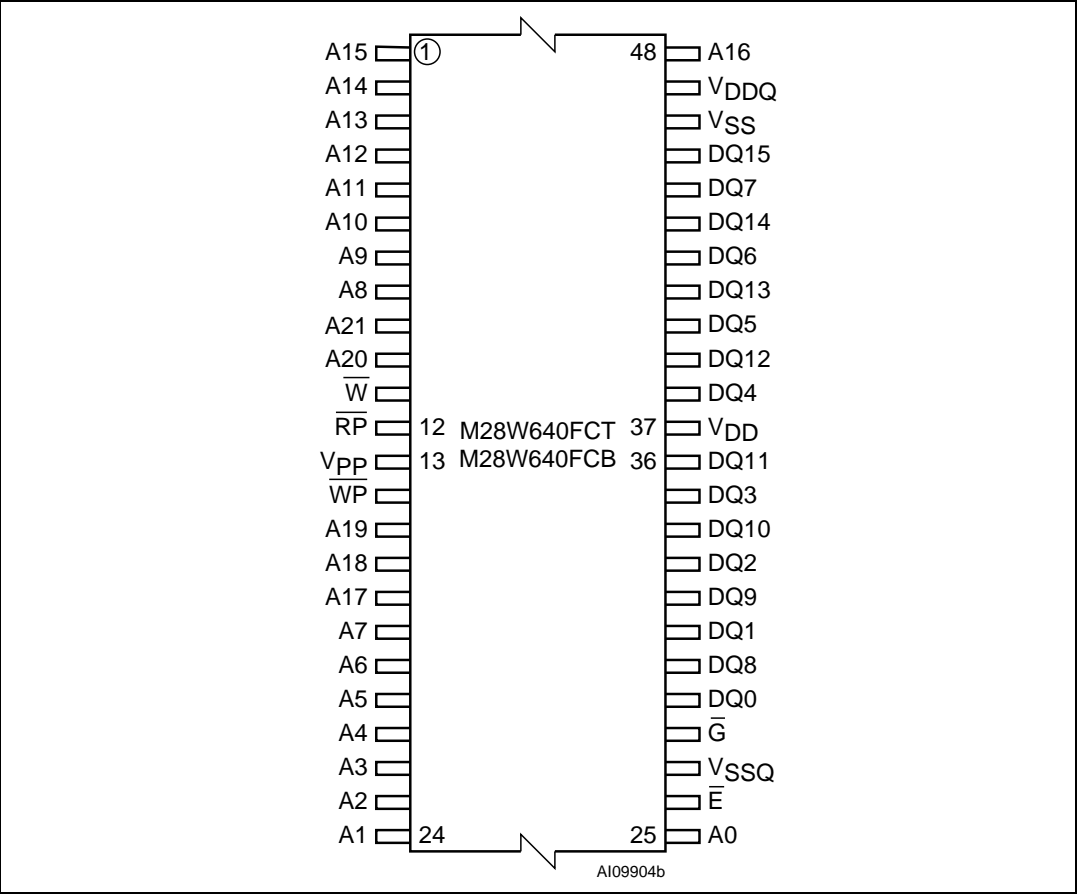 A15 ① 48 A16
A14 VDDQ
A13 VSS
A12 DQ15
A11 DQ7
A10 DQ14
A9 DQ6
A8 DQ13
A21 DQ5
A20 DQ12
W̅ DQ4
R̅P̅ 12 M28W640FCT 37 VDD
VPP 13 M28W640FCB 36 DQ11
W̅P̅ DQ3
A19 DQ10
A18 DQ2
A17 DQ9
A7 DQ1
A6 DQ8
A5 DQ0
A4 G̅
A3 VSSQ
A2 E̅
A1 24 25 A0
AI09904b